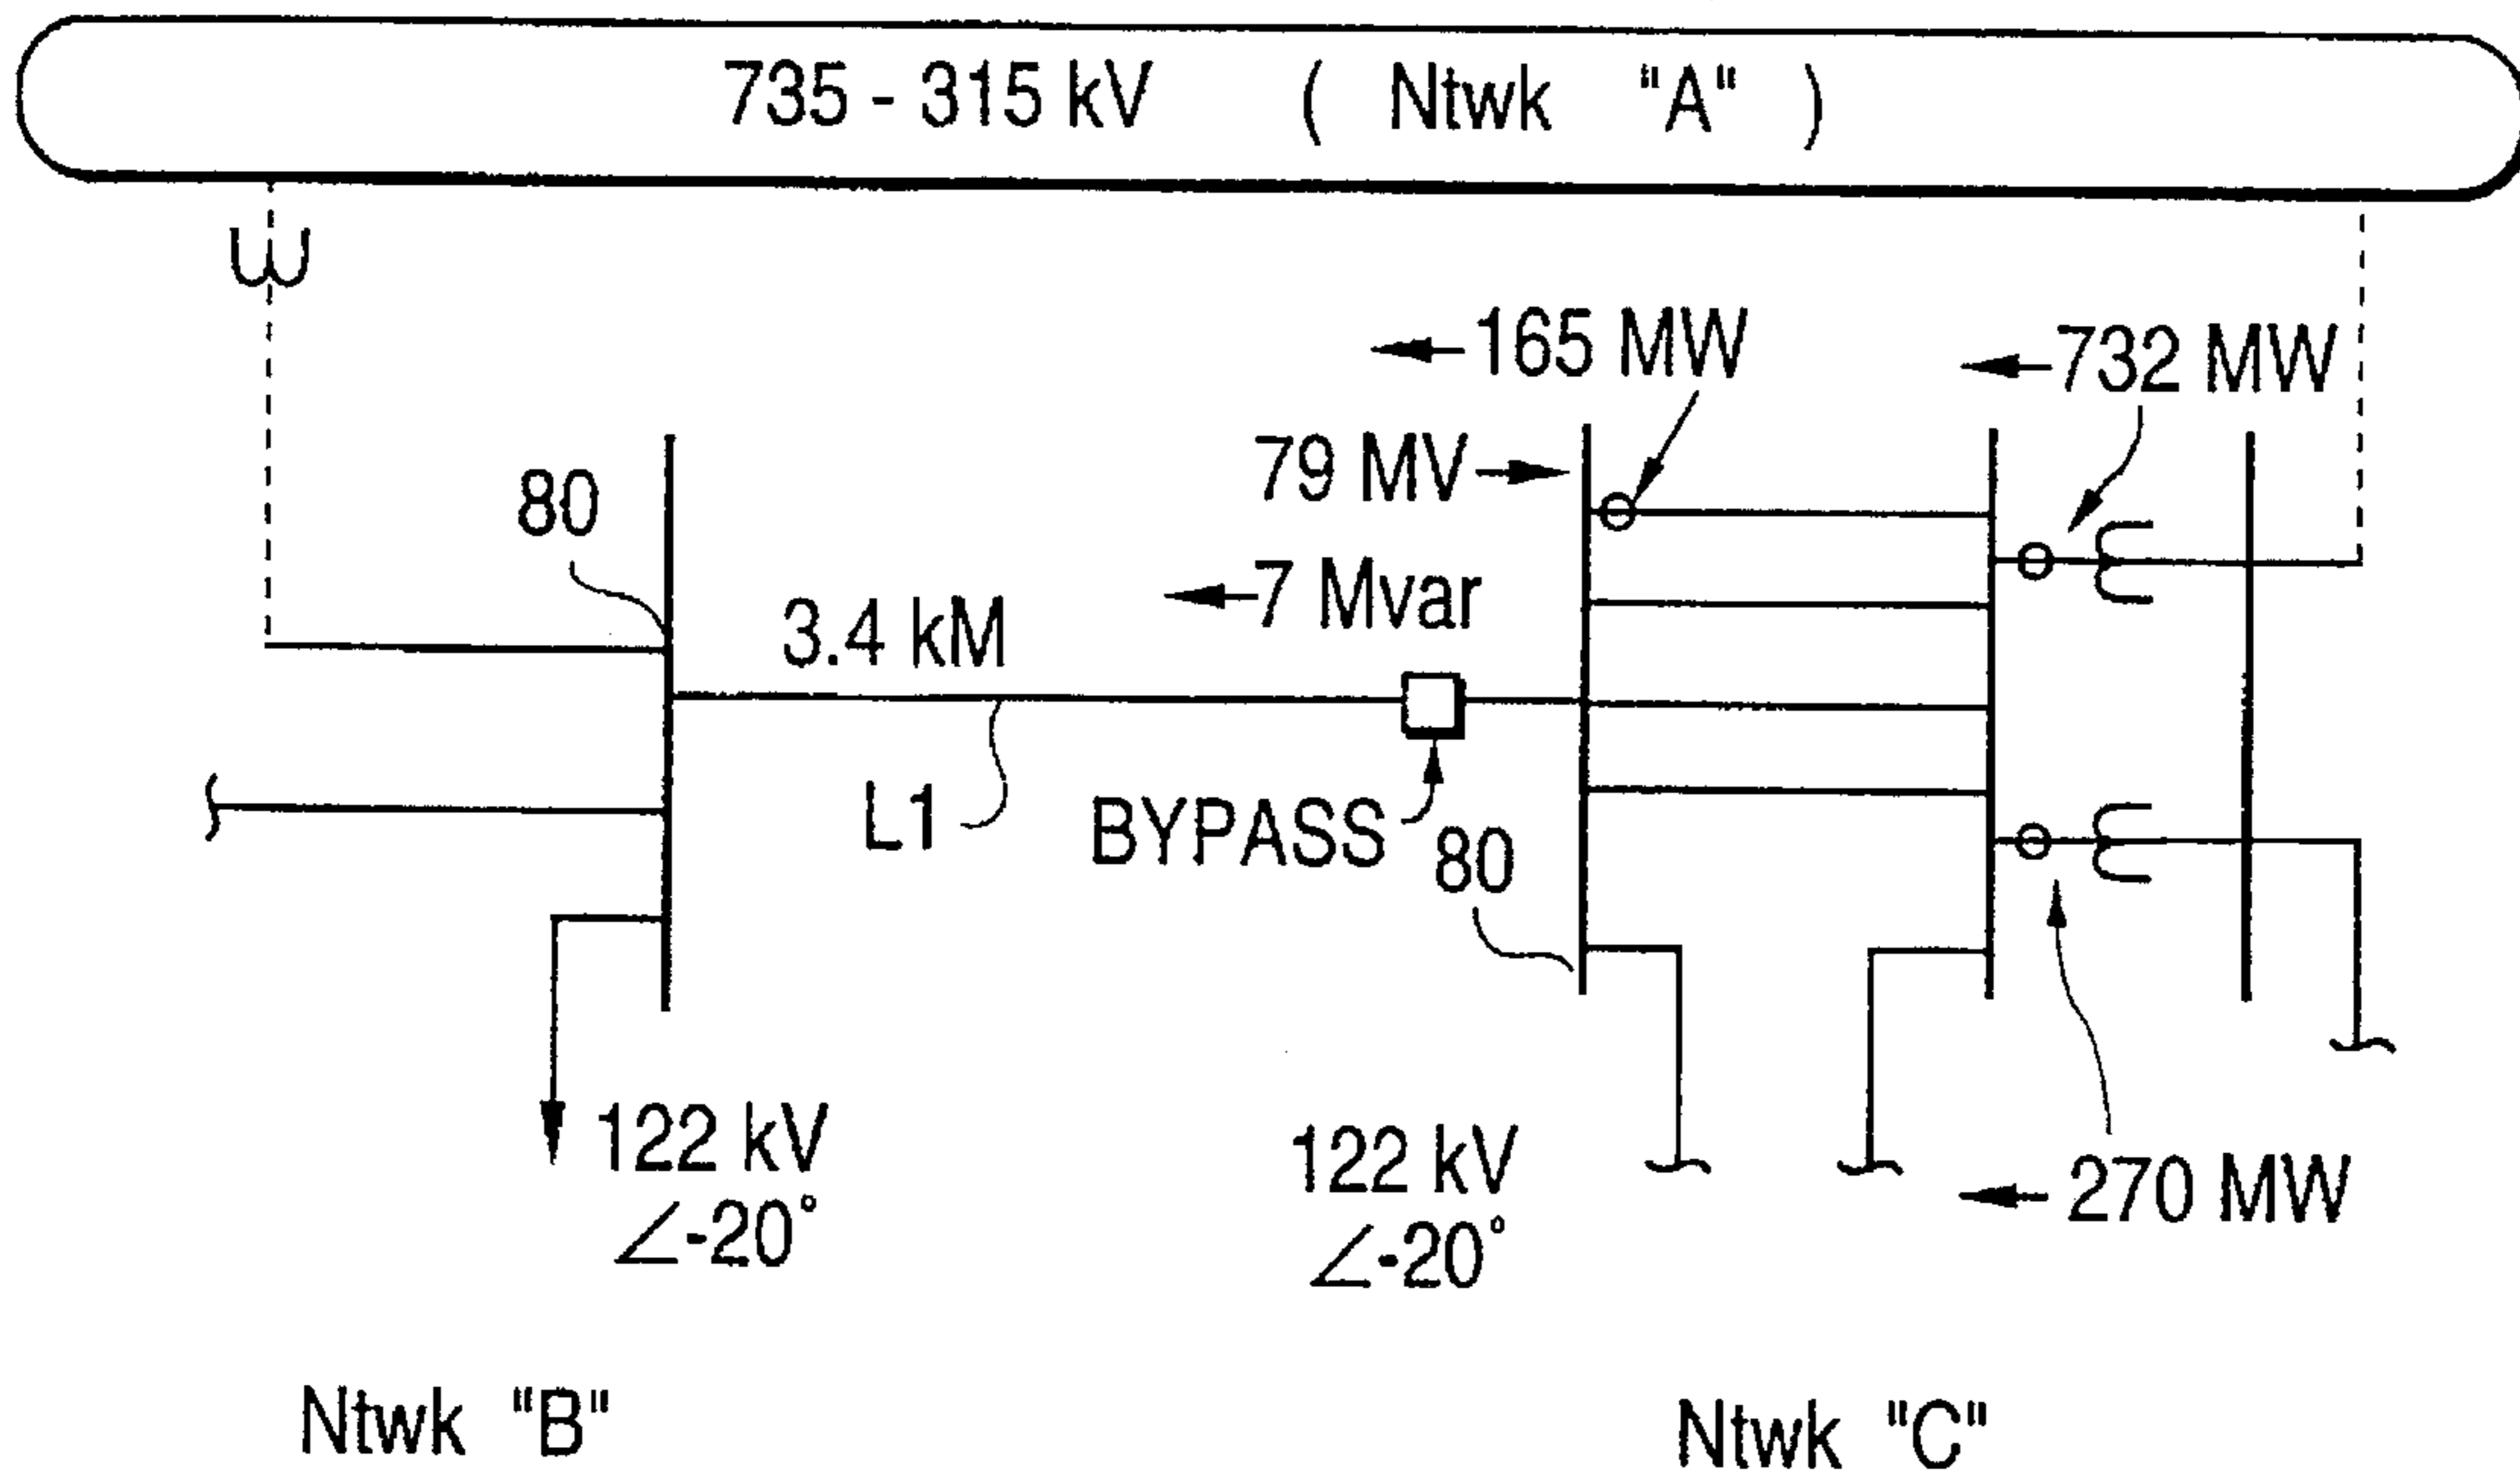 735 - 315 kV ( Ntwk "A" )
165 MW
732 MW
79 MV
80
7 Mvar
3.4 kM
L1
BYPASS
80
122 kV
∠-20°
122 kV
∠-20°
270 MW
Ntwk "B"
Ntwk "C"